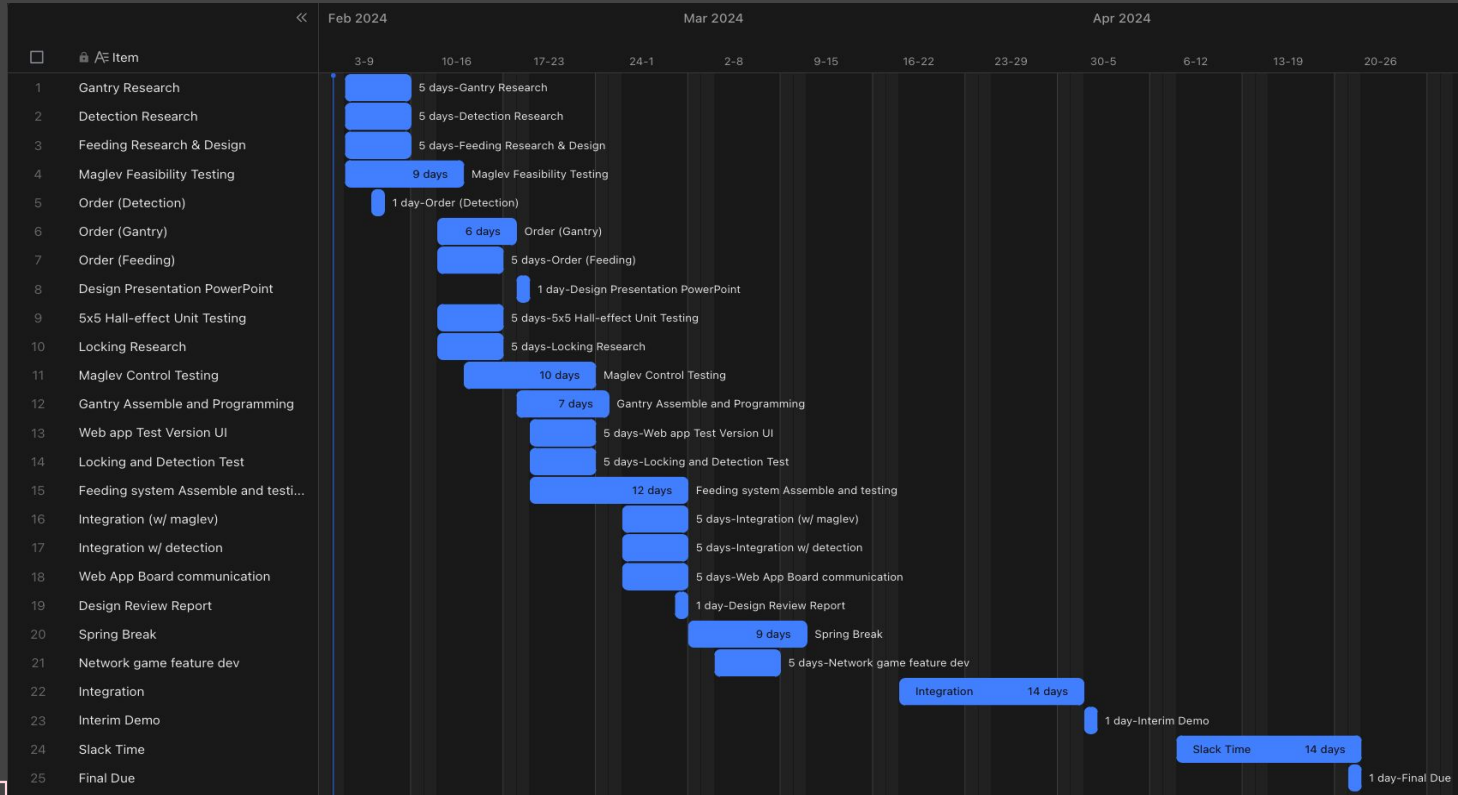 Feb 2024 Mar 2024 Apr 2024
Item 3-9 10-16 17-23 24-1 2-8 9-15 16-22 23-29 30-5 6-12 13-19 20-26
1 Gantry Research 5 days-Gantry Research
2 Detection Research 5 days-Detection Research
3 Feeding Research & Design 5 days-Feeding Research & Design
4 Maglev Feasibility Testing 9 days Maglev Feasibility Testing
5 Order (Detection) 1 day-Order (Detection)
6 Order (Gantry) 6 days Order (Gantry)
7 Order (Feeding) 5 days-Order (Feeding)
8 Design Presentation PowerPoint 1 day-Design Presentation PowerPoint
9 5x5 Hall-effect Unit Testing 5 days-5x5 Hall-effect Unit Testing
10 Locking Research 5 days-Locking Research
11 Maglev Control Testing 10 days Maglev Control Testing
12 Gantry Assemble and Programming 7 days Gantry Assemble and Programming
13 Web app Test Version UI 5 days-Web app Test Version UI
14 Locking and Detection Test 5 days-Locking and Detection Test
15 Feeding system Assemble and testi... 12 days Feeding system Assemble and testing
16 Integration (w/ maglev) 5 days-Integration (w/ maglev)
17 Integration w/ detection 5 days-Integration w/ detection
18 Web App Board communication 5 days-Web App Board communication
19 Design Review Report 1 day-Design Review Report
20 Spring Break 9 days Spring Break
21 Network game feature dev 5 days-Network game feature dev
22 Integration Integration 14 days
23 Interim Demo 1 day-Interim Demo
24 Slack Time Slack Time 14 days
25 Final Due 1 day-Final Due